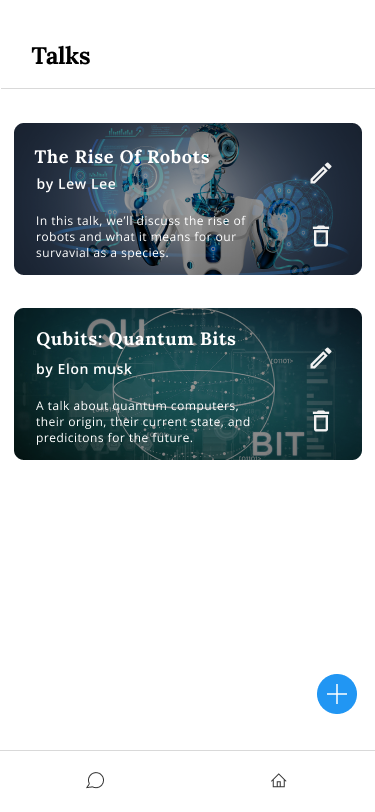 Talks
The Rise Of Robots
by Lew Lee
In this talk, we'll discuss the rise of
robots and what it means for our
survavial as a species.
QU
Qubits: Quantum Bits
by Elon musk
A talk about quantum computers,
their origin, their current state, and
predicitons for the future.
BIT